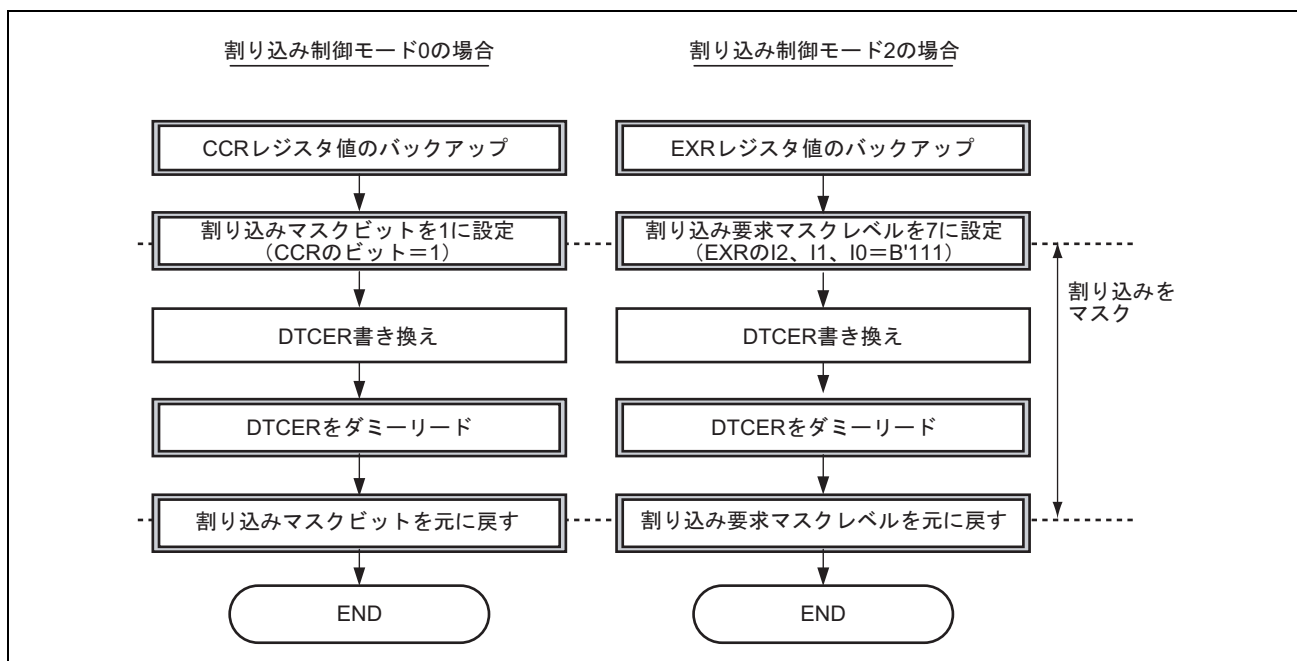 割り込み制御モード0の場合
CCRレジスタ値のバックアップ
割り込みマスクビットを1に設定
（CCRのビット＝1）
DTCER書き換え
DTCERをダミーリード
割り込みマスクビットを元に戻す
END
割り込み制御モード2の場合
EXRレジスタ値のバックアップ
割り込み要求マスクレベルを7に設定
（EXRのI2、I1、I0＝B'111）
DTCER書き換え
DTCERをダミーリード
割り込み要求マスクレベルを元に戻す
END
割り込みを
マスク